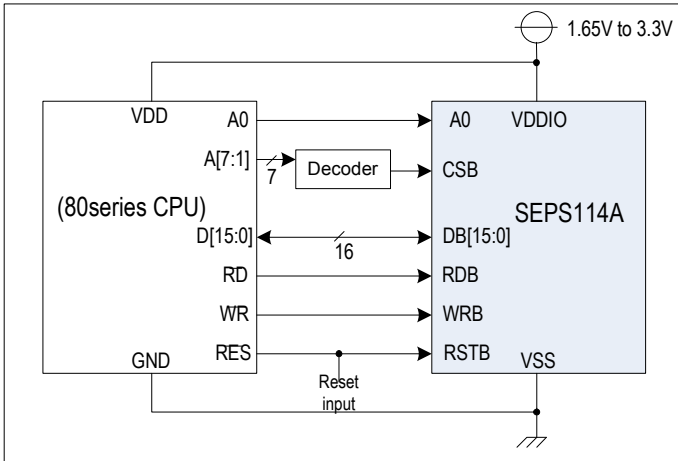 1.65V to 3.3V
VDD
A0
A0
VDDIO
A[7:1]
7
Decoder
CSB
(80series CPU)
SEPS114A
D[15:0]
16
DB[15:0]
RD
RDB
WR
WRB
RES
RSTB
GND
Reset
input
VSS